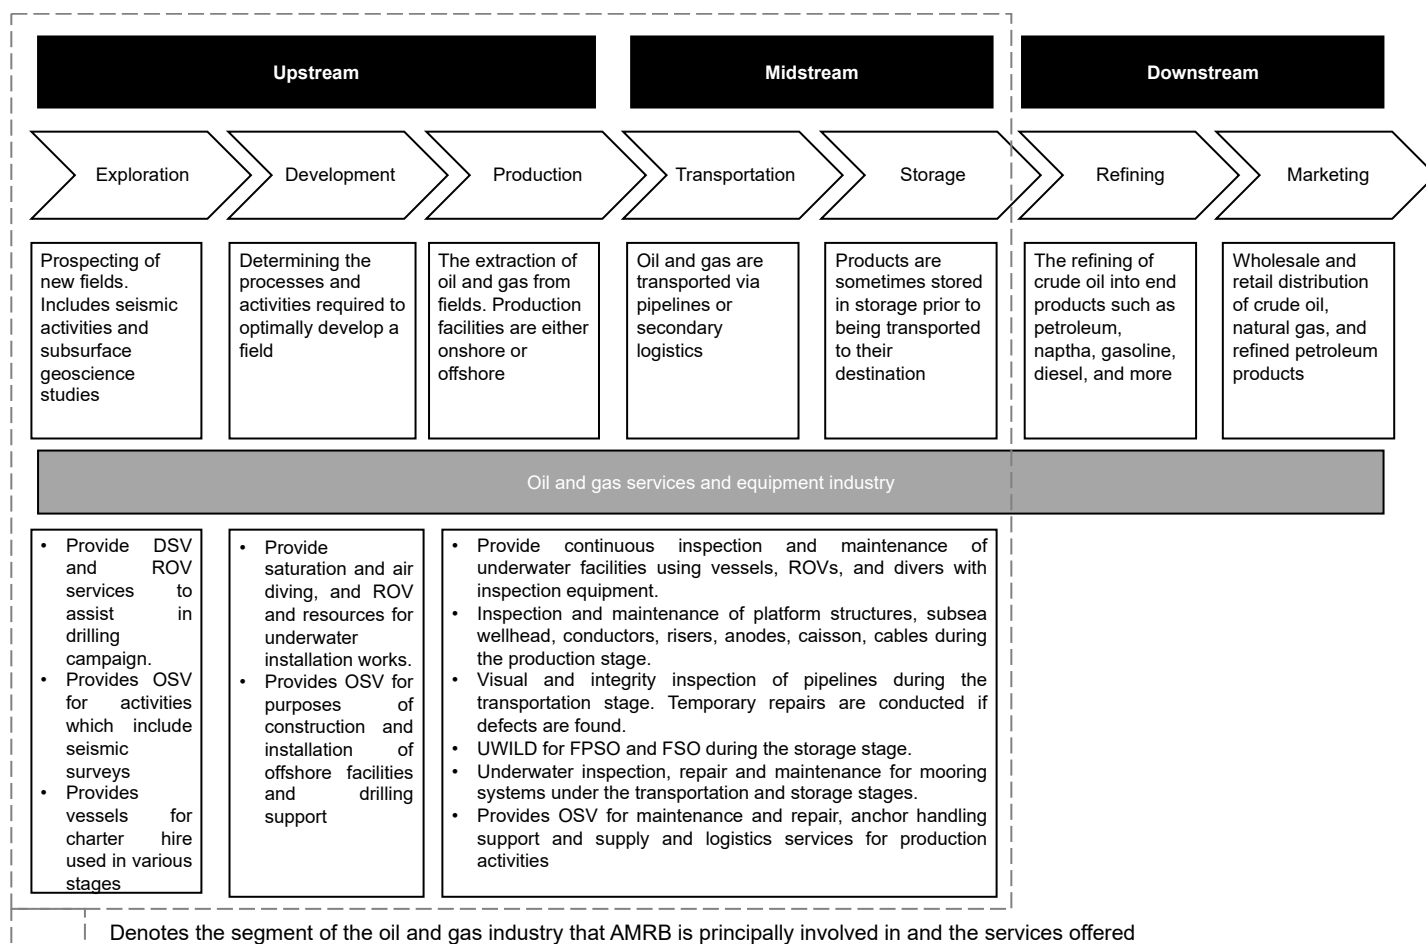 Upstream
Midstream
Downstream
Exploration
Development
Production
Transportation
Storage
Refining
Marketing
Prospecting of
new fields.
Includes seismic
activities and
subsurface
geoscience
studies
Determining the
processes and
activities required to
optimally develop a
field
The extraction of
oil and gas from
fields. Production
facilities are either
onshore or
offshore
Oil and gas are
transported via
pipelines or
secondary
logistics
Products are
sometimes stored
in storage prior to
being transported
to their
destination
The refining of
crude oil into end
products such as
petroleum,
naptha, gasoline,
diesel, and more
Wholesale and
retail distribution
of crude oil,
natural gas, and
refined petroleum
products
Oil and gas services and equipment industry
• Provide DSV
and ROV
services to
assist in
drilling
campaign.
• Provides OSV
for activities
which include
seismic
surveys
• Provides
vessels for
charter hire
used in various
stages
• Provide
saturation and air
diving, and ROV
and resources for
underwater
installation works.
• Provides OSV for
purposes of
construction and
installation of
offshore facilities
and drilling
support
• Provide continuous inspection and maintenance of
underwater facilities using vessels, ROVs, and divers with
inspection equipment.
• Inspection and maintenance of platform structures, subsea
wellhead, conductors, risers, anodes, caisson, cables during
the production stage.
• Visual and integrity inspection of pipelines during the
transportation stage. Temporary repairs are conducted if
defects are found.
• UWILD for FPSO and FSO during the storage stage.
• Underwater inspection, repair and maintenance for mooring
systems under the transportation and storage stages.
• Provides OSV for maintenance and repair, anchor handling
support and supply and logistics services for production
activities
Denotes the segment of the oil and gas industry that AMRB is principally involved in and the services offered